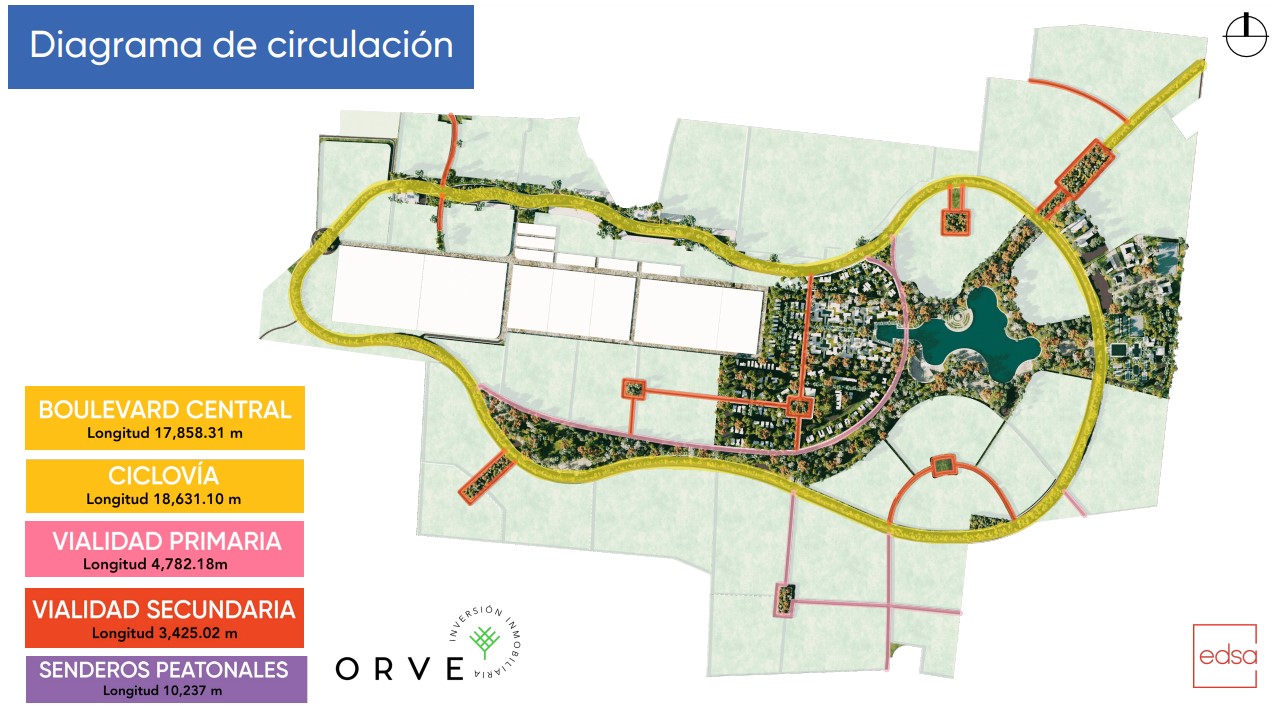 Diagrama de circulación
BOULEVARD CENTRAL
Longitud 17,858.31 m
CICLOVÍA
Longitud 18,631.10 m
VIALIDAD PRIMARIA
Longitud 4,782.18m
VIALIDAD SECUNDARIA
Longitud 3,425.02 m
SENDEROS PEATONALES
Longitud 10,237 m
ORVE
INVERSIÓN INMOBILIARIA
edsa